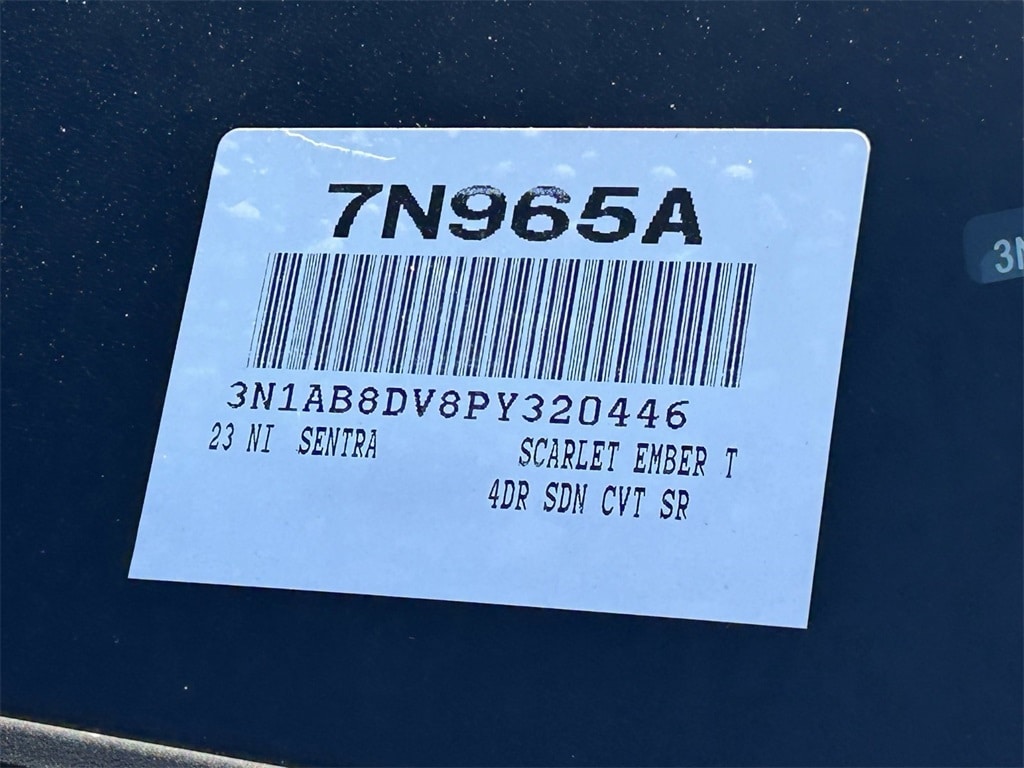 7N965A
3N1AB8DV8PY320446
23 NI SENTRA SCARLET EMBER T
4DR SDN CVT SR
3N